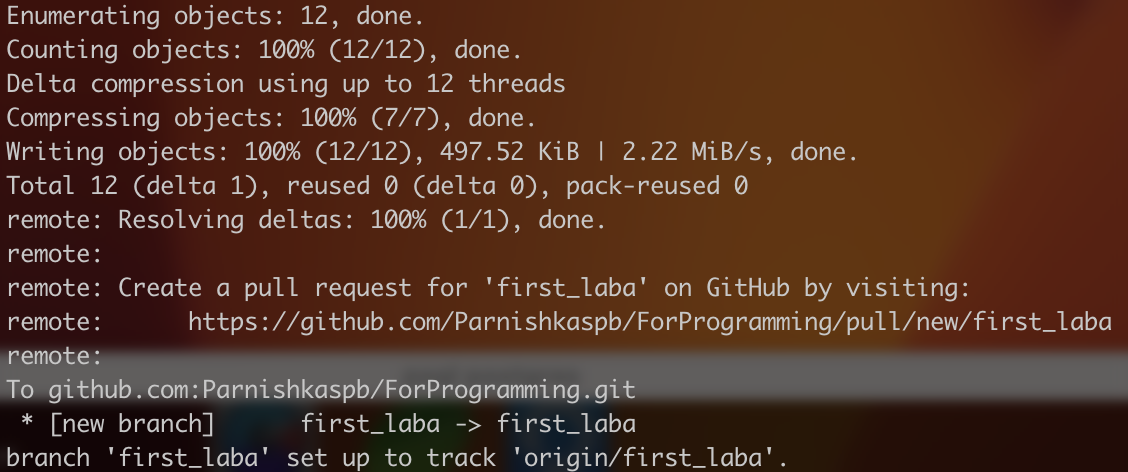 Enumerating objects: 12, done.
Counting objects: 100% (12/12), done.
Delta compression using up to 12 threads
Compressing objects: 100% (7/7), done.
Writing objects: 100% (12/12), 497.52 KiB | 2.22 MiB/s, done.
Total 12 (delta 1), reused 0 (delta 0), pack-reused 0
remote: Resolving deltas: 100% (1/1), done.
remote:
remote: Create a pull request for 'first_laba' on GitHub by visiting:
remote:      https://github.com/Parnishkaspb/ForProgramming/pull/new/first_laba
remote:
To github.com:Parnishkaspb/ForProgramming.git
 * [new branch]      first_laba -> first_laba
branch 'first_laba' set up to track 'origin/first_laba'.